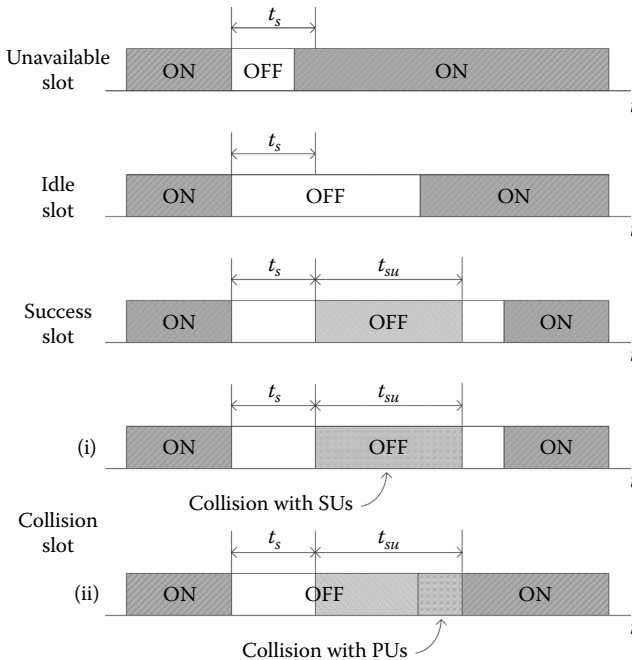 t_s
Unavailable
slot
ON OFF ON
t
t_s
Idle
slot
ON OFF ON
t
t_s t_su
Success
slot
ON OFF ON
t
t_s t_su
(i)
ON OFF ON
t
Collision with SUs
Collision
slot
t_s t_su
(ii)
ON OFF ON
t
Collision with PUs